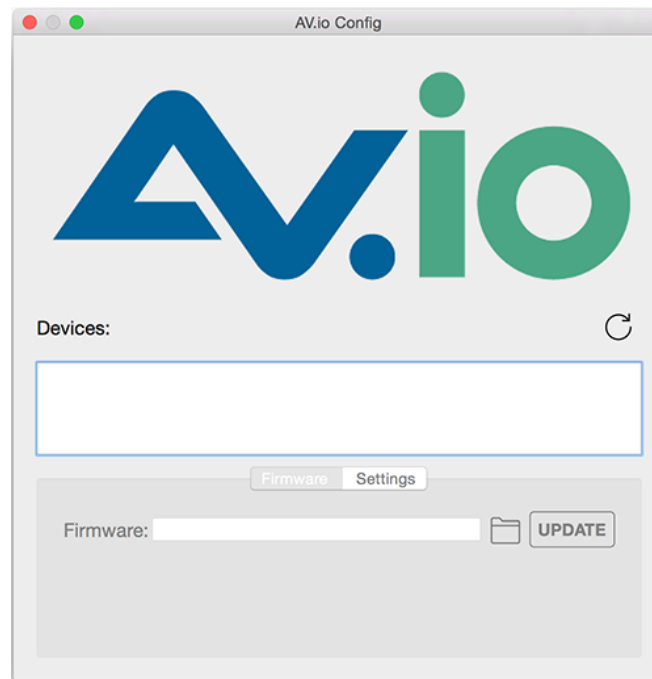 AV.io Config
AV.io
Devices:
Firmware Settings
Firmware: UPDATE